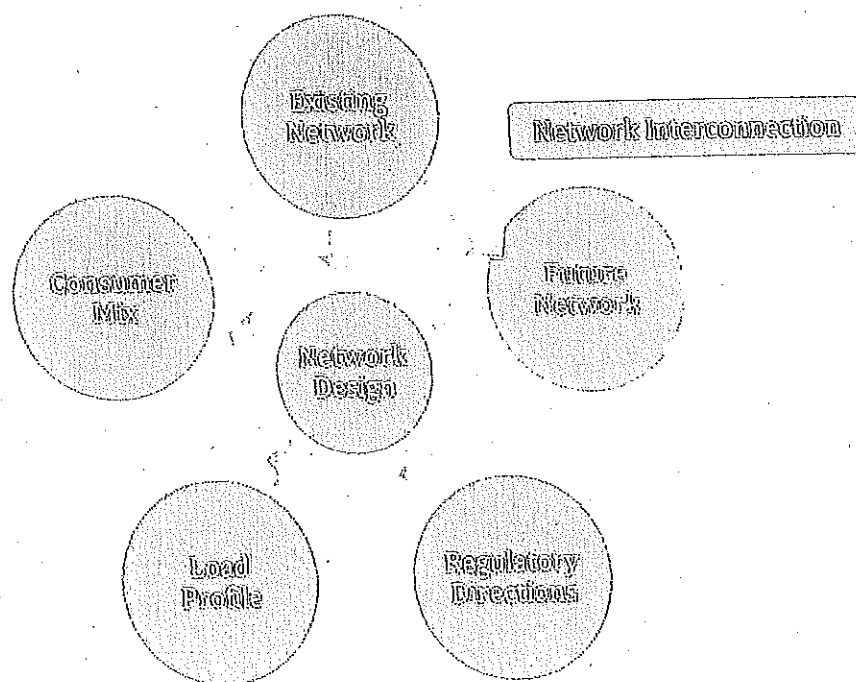 Existing
Network
Network Interconnection
Consumer
Mix
Future
Network
Network
Design
Load
Profile
Regulatory
Directions